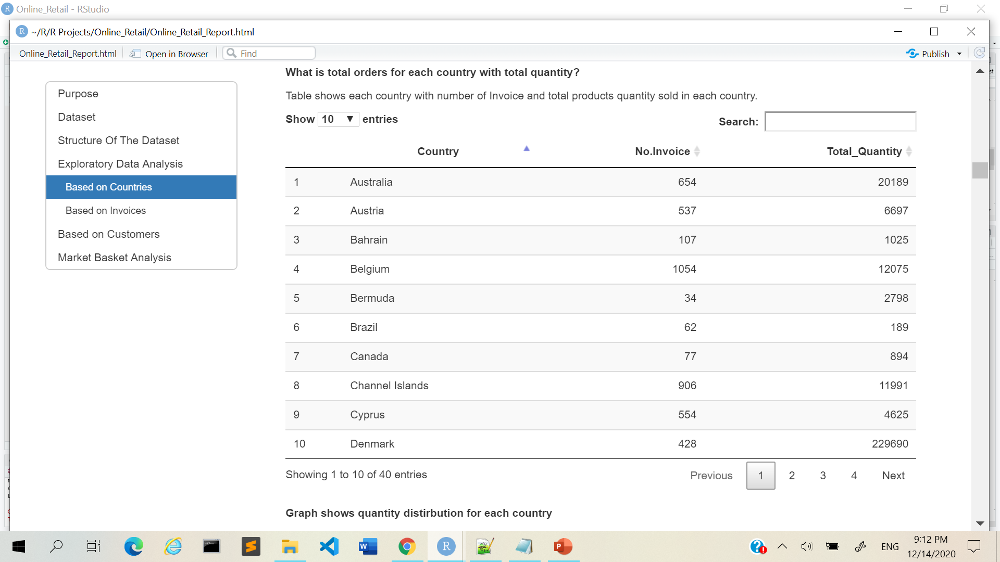 Online_Retail - RStudio
~/R/R Projects/Online_Retail/Online_Retail_Report.html
Online_Retail_Report.html Open in Browser Find Publish
Purpose
Dataset
Structure Of The Dataset
Exploratory Data Analysis
Based on Countries
Based on Invoices
Based on Customers
Market Basket Analysis
What is total orders for each country with total quantity?
Table shows each country with number of Invoice and total products quantity sold in each country.
Show 10 entries Search:
Country No.Invoice Total_Quantity
1 Australia 654 20189
2 Austria 537 6697
3 Bahrain 107 1025
4 Belgium 1054 12075
5 Bermuda 34 2798
6 Brazil 62 189
7 Canada 77 894
8 Channel Islands 906 11991
9 Cyprus 554 4625
10 Denmark 428 229690
Showing 1 to 10 of 40 entries Previous 1 2 3 4 Next
Graph shows quantity distirbution for each country
ENG 9:12 PM
12/14/2020